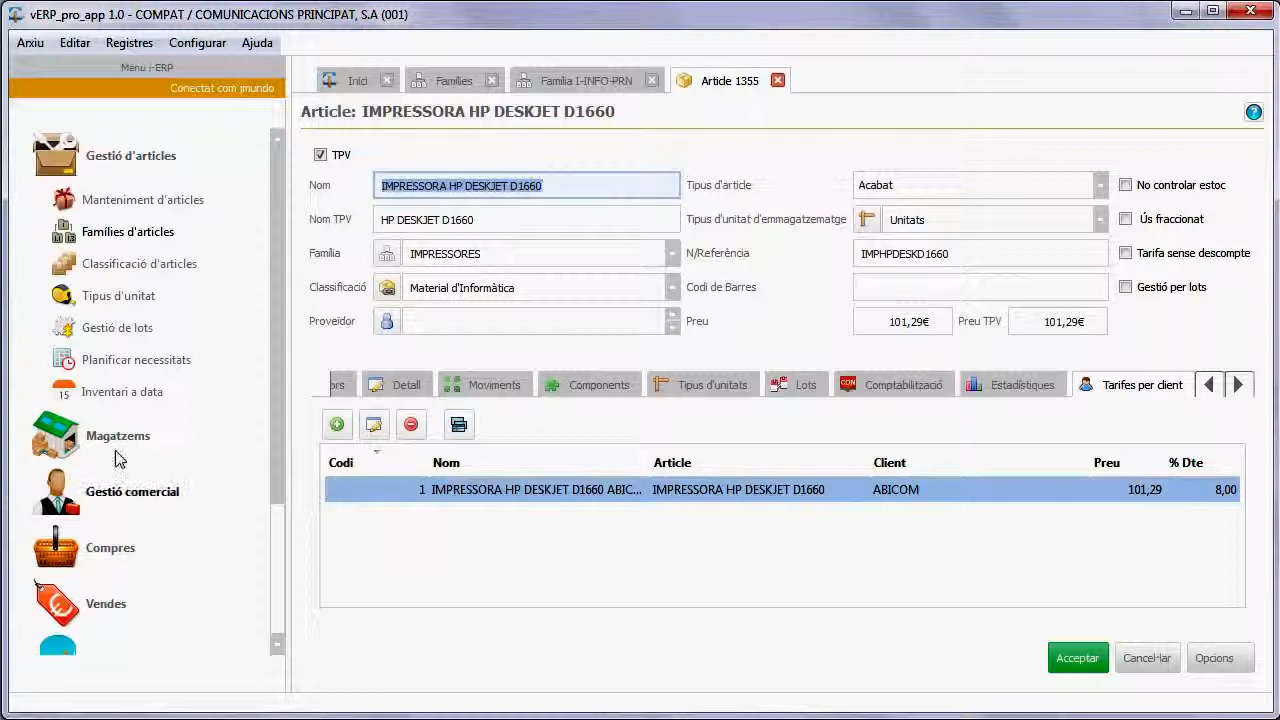 vERP_pro_app 1.0 - COMPAT / COMUNICACIONS PRINCIPAT, S.A (001)
Arxiu Editar Registres Configurar Ajuda
Menú i-ERP
Conectat com jmundo
Gestió d'articles
Manteniment d'articles
Famílies d'articles
Classificació d'articles
Tipus d'unitat
Gestió de lots
Planificar necessitats
15 Inventari a data
Magatzems
Gestió comercial
Compres
Vendes
Inici Famílies Família I-INFO-PRN Article 1355
Article: IMPRESSORA HP DESKJET D1660
TPV
Nom IMPRESSORA HP DESKJET D1660 Tipus d'article Acabat No controlar estoc
Nom TPV HP DESKJET D1660 Tipus d'unitat d'emmagatzematge Unitats Ús fraccionat
Família IMPRESSORES N/Referència IMPHPDESKD1660 Tarifa sense descompte
Classificació Material d'Informàtica Codi de Barres Gestió per lots
Proveïdor Preu 101,29€ Preu TPV 101,29€
ors Detall Moviments Components Tipus d'unitats Lots CON Comptabilització Estadístiques Tarifes per client
Codi Nom Article Client Preu % Dte
1 IMPRESSORA HP DESKJET D1660 ABIC... IMPRESSORA HP DESKJET D1660 ABICOM 101,29 8,00
Acceptar Cancel·lar Opcions